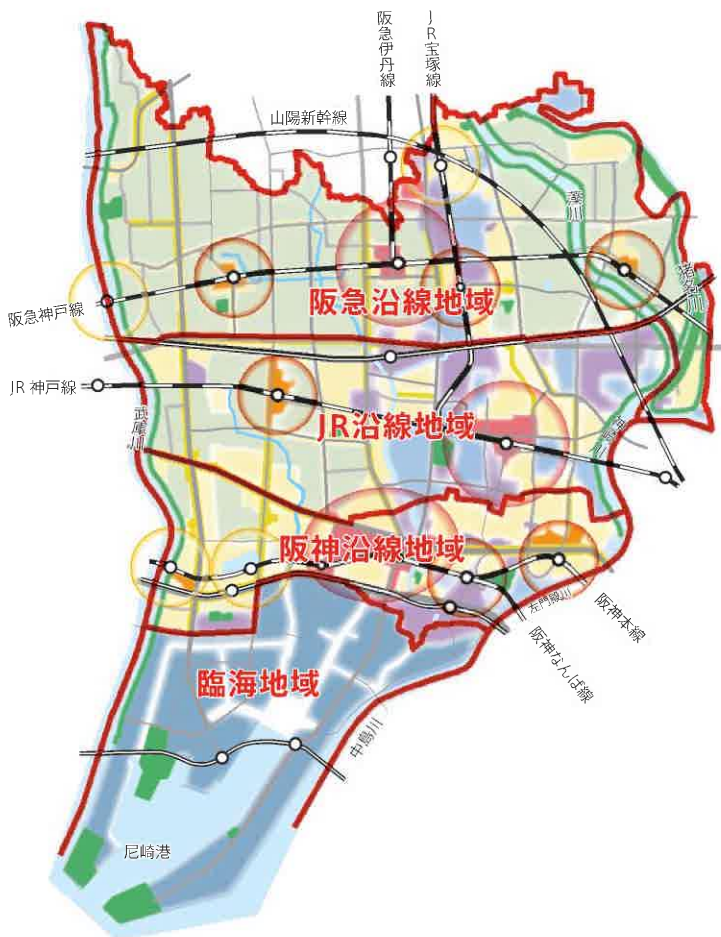 阪急伊丹線
JR宝塚線
山陽新幹線
藻川
猪名川
阪急神戸線
阪急沿線地域
JR 神戸線
武庫川
JR沿線地域
神崎川
阪神沿線地域
左門殿川
阪神本線
阪神なんば線
臨海地域
中島川
尼崎港